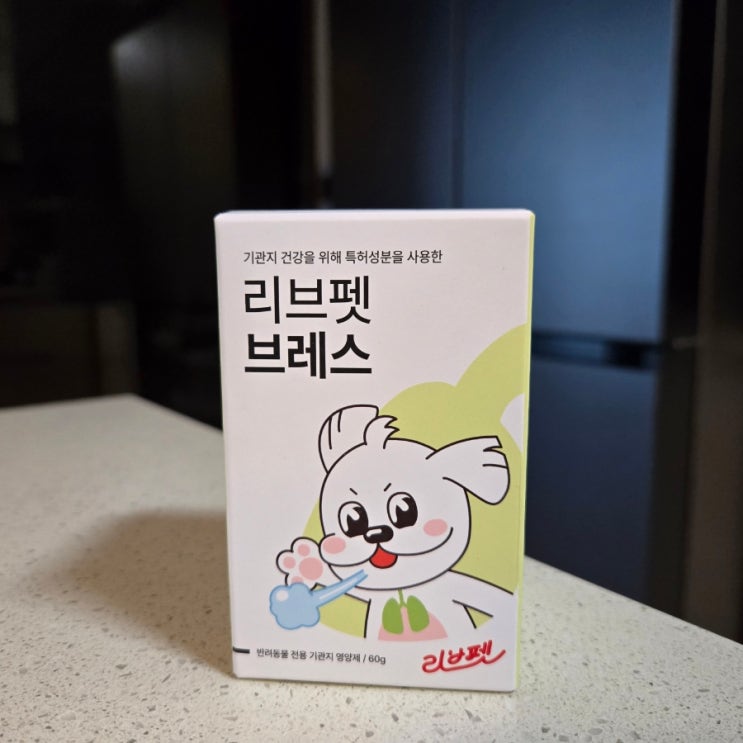 기관지 건강을 위해 특허성분을 사용한
리브펫
브레스
반려동물 전용 기관지 영양제 / 60g
리브펫